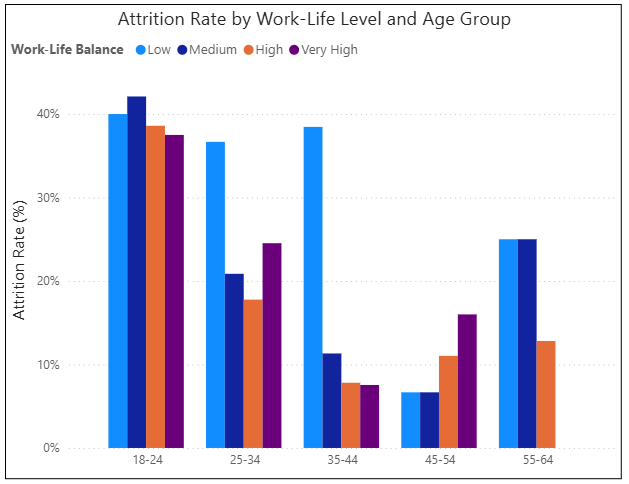 Attrition Rate by Work-Life Level and Age Group
Work-Life Balance Low Medium High Very High
Attrition Rate (%)
40%
30%
20%
10%
0%
18-24 25-34 35-44 45-54 55-64